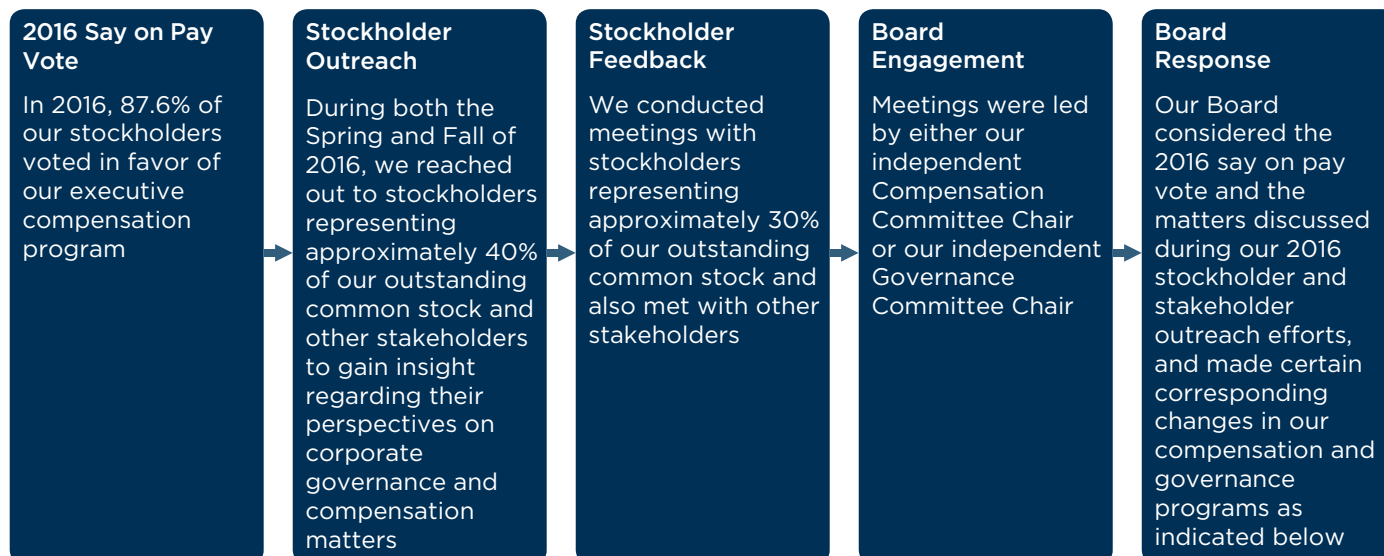 2016 Say on Pay
Vote
In 2016, 87.6% of
our stockholders
voted in favor of
our executive
compensation
program
Stockholder
Outreach
During both the
Spring and Fall of
2016, we reached
out to stockholders
representing
approximately 40%
of our outstanding
common stock and
other stakeholders
to gain insight
regarding their
perspectives on
corporate
governance and
compensation
matters
Stockholder
Feedback
We conducted
meetings with
stockholders
representing
approximately 30%
of our outstanding
common stock and
also met with other
stakeholders
Board
Engagement
Meetings were led
by either our
independent
Compensation
Committee Chair
or our independent
Governance
Committee Chair
Board
Response
Our Board
considered the
2016 say on pay
vote and the
matters discussed
during our 2016
stockholder and
stakeholder
outreach efforts,
and made certain
corresponding
changes in our
compensation and
governance
programs as
indicated below